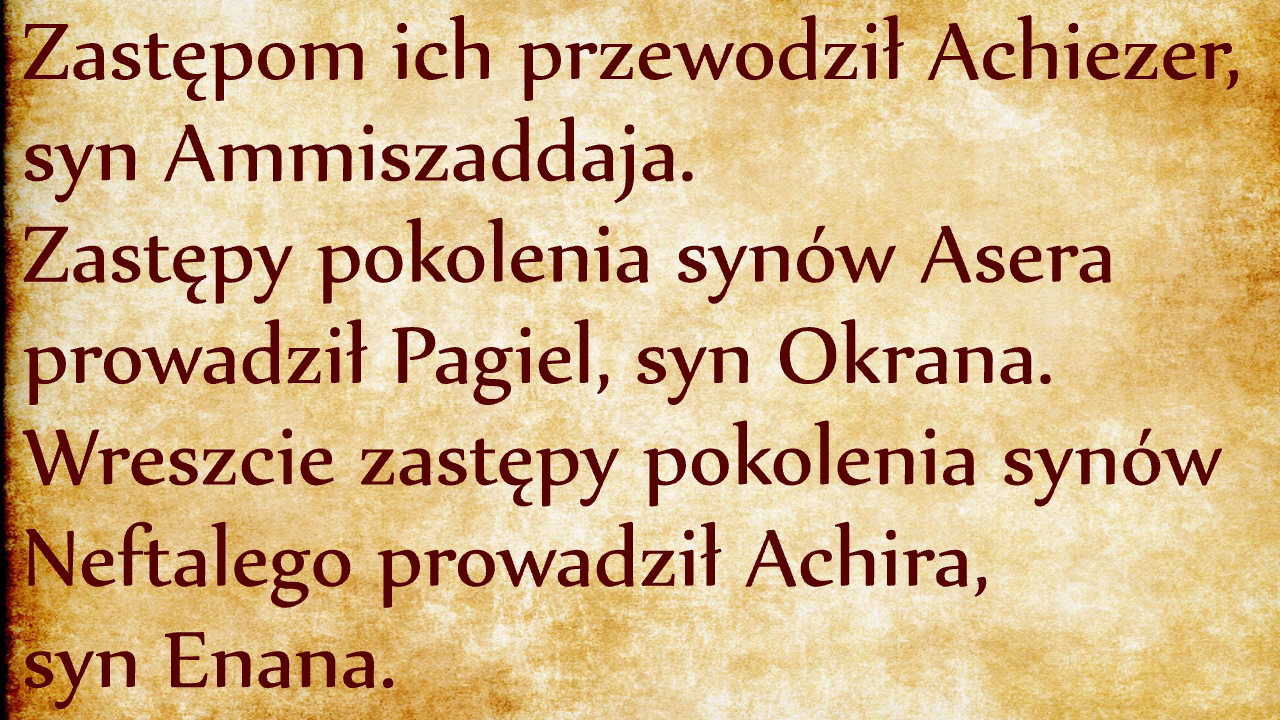 Zastępom ich przewodził Achiezer,
syn Ammiszaddaja.
Zastępy pokolenia synów Asera
prowadził Pagiel, syn Okrana.
Wreszcie zastępy pokolenia synów
Neftalego prowadził Achira,
syn Enana.